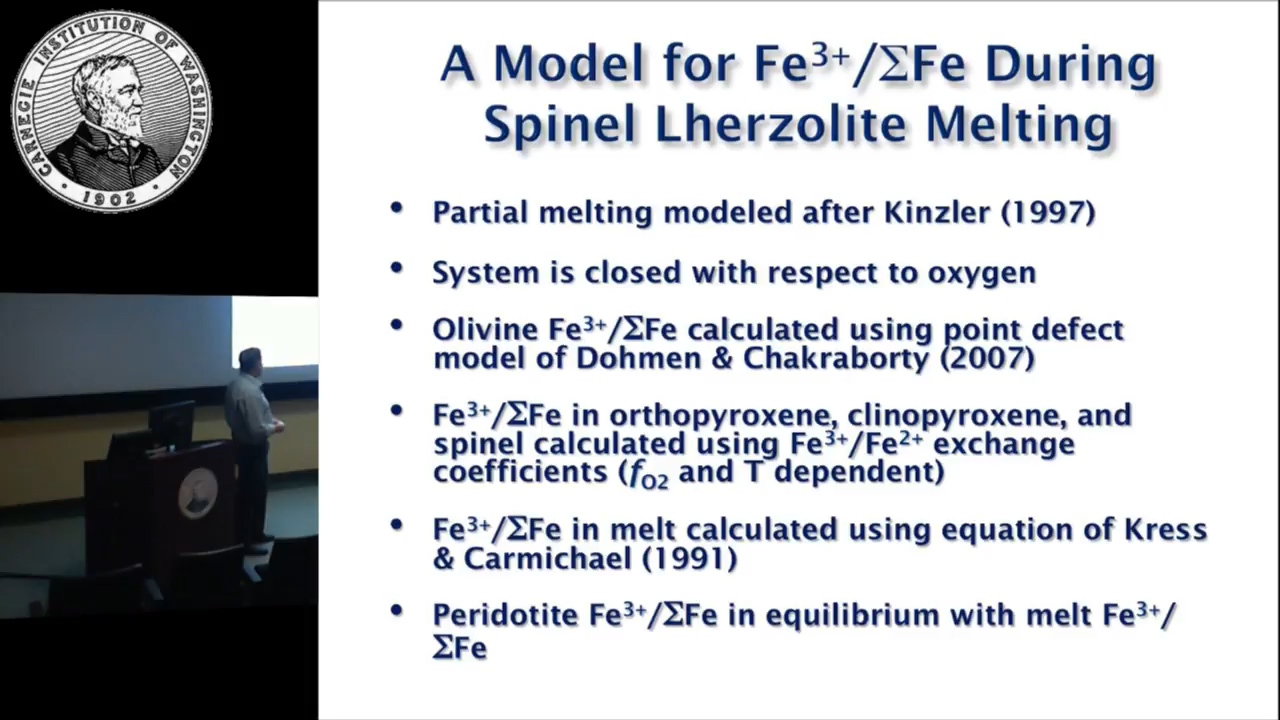 CARNEGIE INSTITUTION OF WASHINGTON
1902
A Model for Fe³⁺/ΣFe During
Spinel Lherzolite Melting
• Partial melting modeled after Kinzler (1997)
• System is closed with respect to oxygen
• Olivine Fe³⁺/ΣFe calculated using point defect
model of Dohmen & Chakraborty (2007)
• Fe³⁺/ΣFe in orthopyroxene, clinopyroxene, and
spinel calculated using Fe³⁺/Fe²⁺ exchange
coefficients (fO2 and T dependent)
• Fe³⁺/ΣFe in melt calculated using equation of Kress
& Carmichael (1991)
• Peridotite Fe³⁺/ΣFe in equilibrium with melt Fe³⁺/
ΣFe